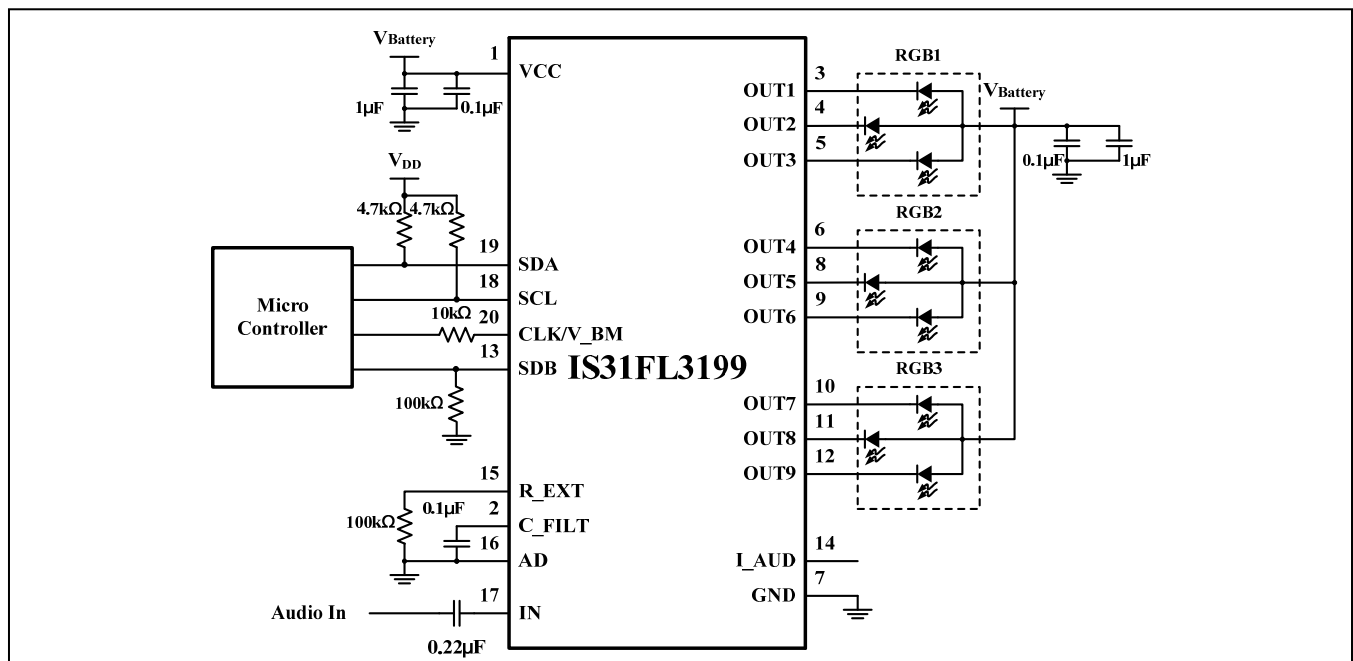 VBattery
1
VCC
1µF
0.1µF
VDD
4.7kΩ 4.7kΩ
19
SDA
18
SCL
10kΩ
20
CLK/V_BM
13
SDB
100kΩ
Micro
Controller
IS31FL3199
15
R_EXT
0.1µF
2
C_FILT
100kΩ
16
AD
17
Audio In
IN
0.22µF
RGB1
3
OUT1
4
OUT2
5
OUT3
VBattery
0.1µF
1µF
RGB2
6
OUT4
8
OUT5
9
OUT6
RGB3
10
OUT7
11
OUT8
12
OUT9
14
I_AUD
7
GND